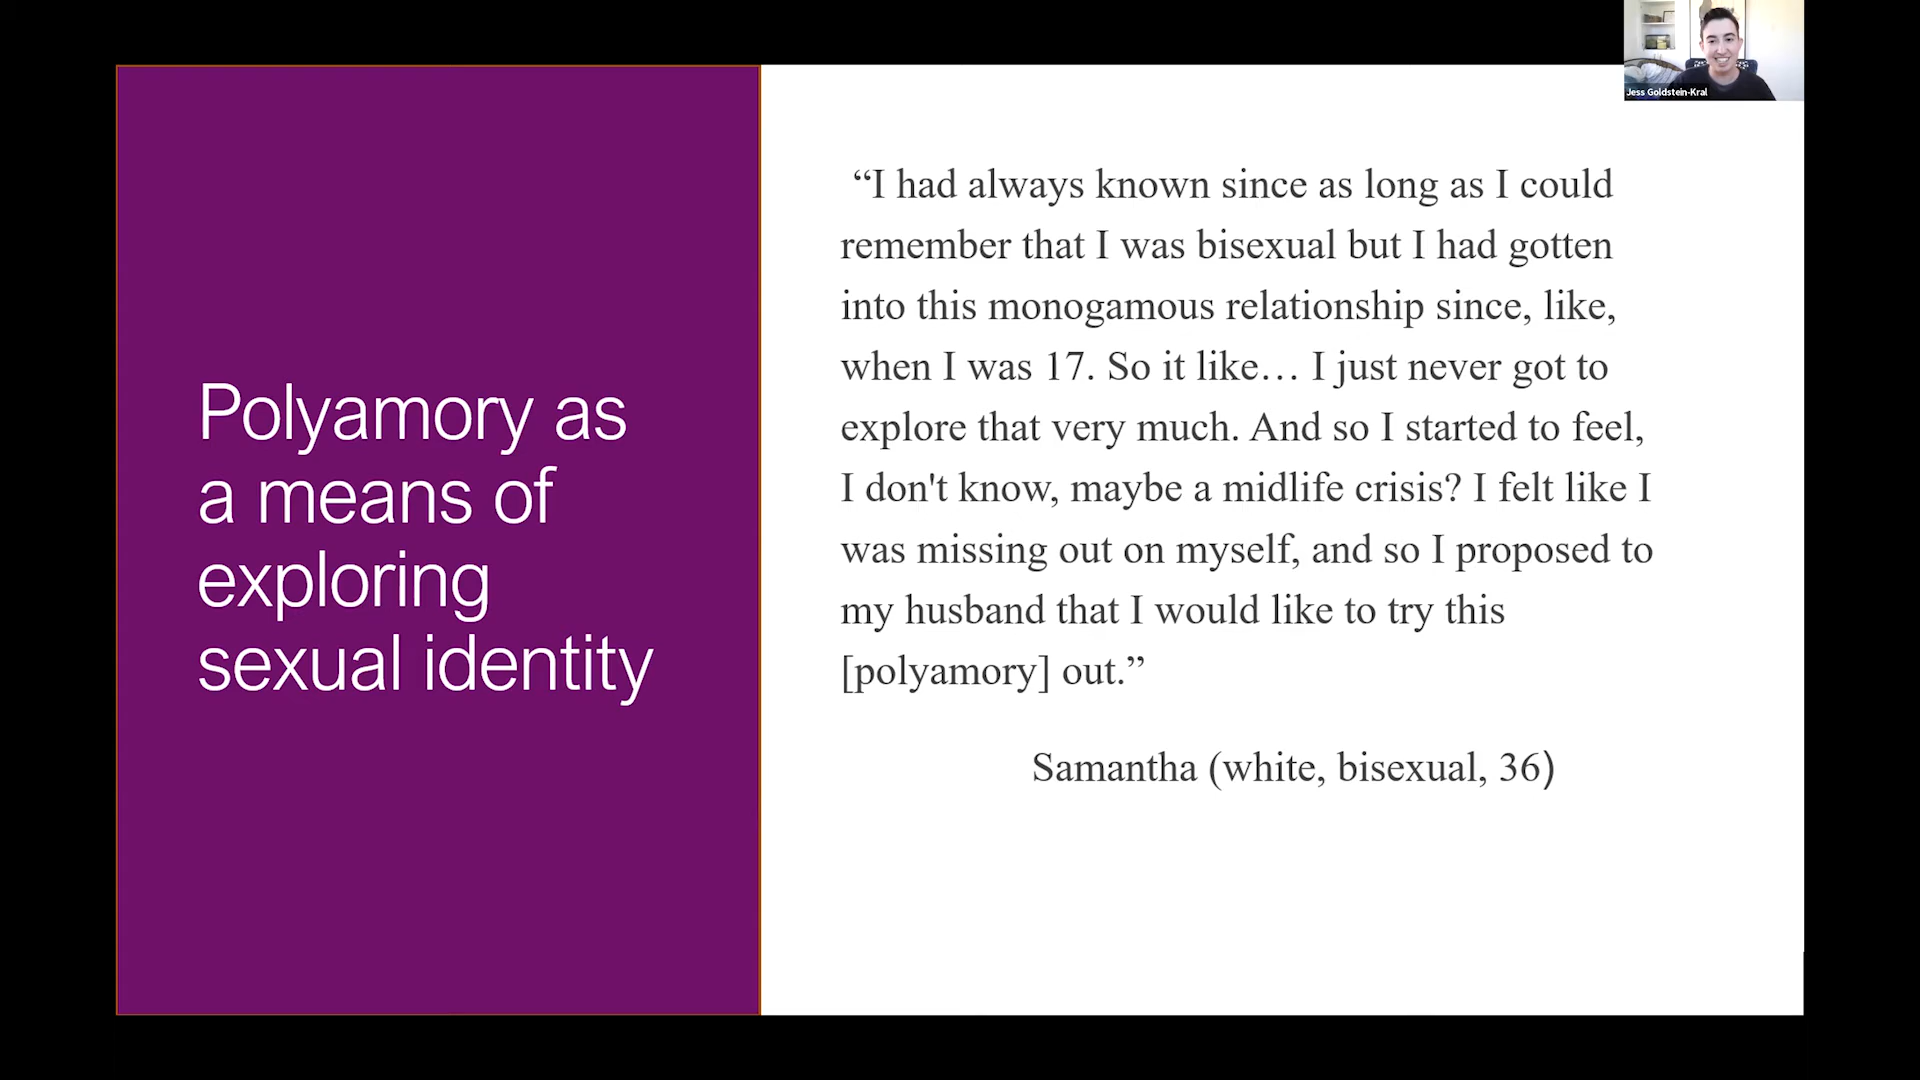 Jess Goldstein-Kral
Polyamory as
a means of
exploring
sexual identity
“I had always known since as long as I could
remember that I was bisexual but I had gotten
into this monogamous relationship since, like,
when I was 17. So it like… I just never got to
explore that very much. And so I started to feel,
I don't know, maybe a midlife crisis? I felt like I
was missing out on myself, and so I proposed to
my husband that I would like to try this
[polyamory] out.”
Samantha (white, bisexual, 36)